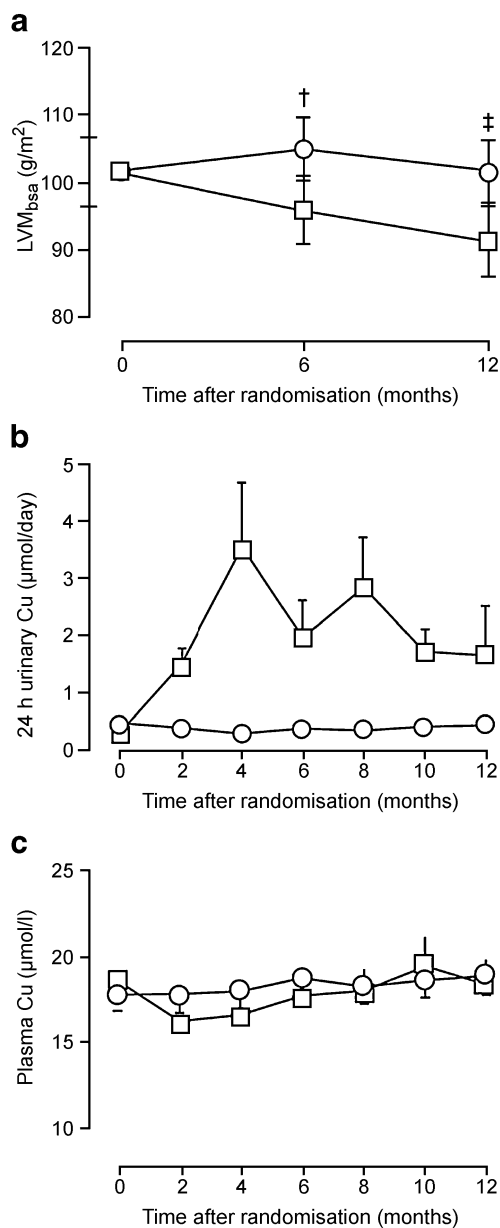 a
LVMbsa (g/m²)
120
110
100
90
80
†
‡
0 6 12
Time after randomisation (months)
b
24 h urinary Cu (µmol/day)
5
4
3
2
1
0
0 2 4 6 8 10 12
Time after randomisation (months)
c
Plasma Cu (µmol/l)
25
20
15
10
0 2 4 6 8 10 12
Time after randomisation (months)